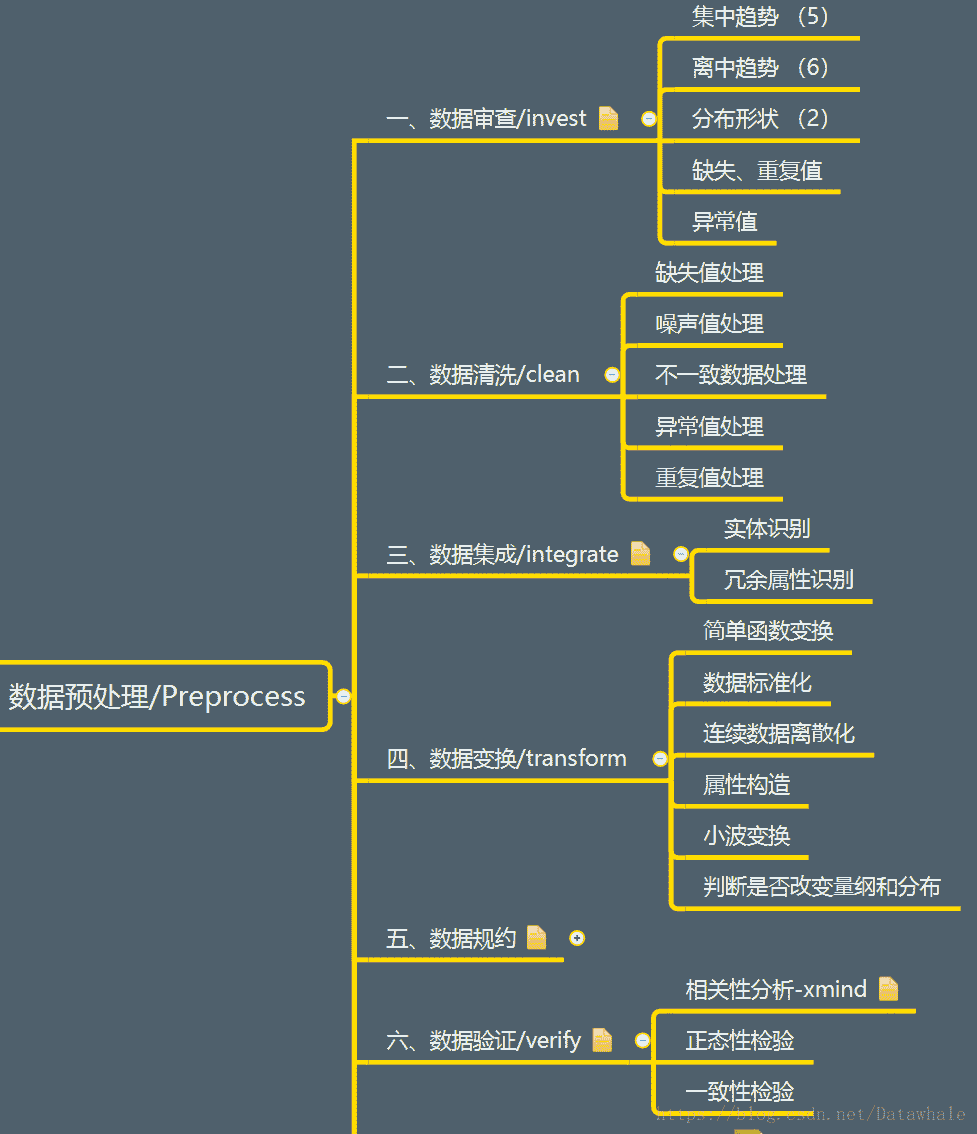 集中趋势 （5）
离中趋势 （6）
一、数据审查/invest
分布形状 （2）
缺失、重复值
异常值
缺失值处理
噪声值处理
二、数据清洗/clean
不一致数据处理
异常值处理
重复值处理
实体识别
三、数据集成/integrate
冗余属性识别
简单函数变换
数据预处理/Preprocess
数据标准化
连续数据离散化
四、数据变换/transform
属性构造
小波变换
判断是否改变量纲和分布
五、数据规约
相关性分析-xmind
六、数据验证/verify
正态性检验
一致性检验
https://blog.csdn.net/Datawhale